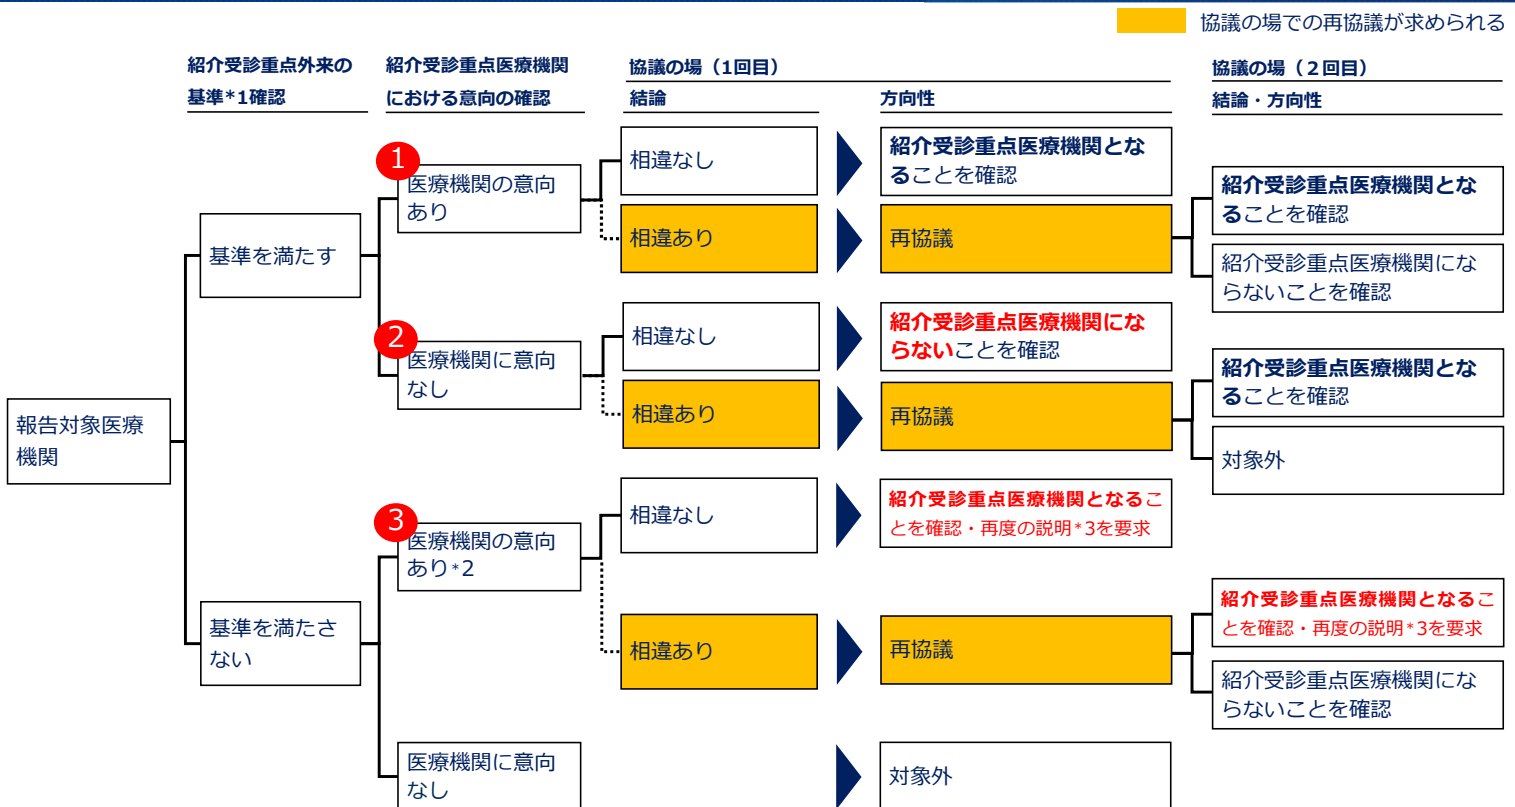 協議の場での再協議が求められる
紹介受診重点外来の
基準*1確認
紹介受診重点医療機関
における意向の確認
協議の場（1回目）
結論
方向性
協議の場（２回目）
結論・方向性
報告対象医療
機関
基準を満たす
1
医療機関の意向
あり
相違なし
紹介受診重点医療機関とな
ることを確認
相違あり
再協議
紹介受診重点医療機関とな
ることを確認
紹介受診重点医療機関にな
らないことを確認
2
医療機関に意向
なし
相違なし
紹介受診重点医療機関にな
らないことを確認
相違あり
再協議
紹介受診重点医療機関とな
ることを確認
対象外
基準を満たさ
ない
3
医療機関の意向
あり*2
相違なし
紹介受診重点医療機関となるこ
とを確認・再度の説明*3を要求
相違あり
再協議
紹介受診重点医療機関となるこ
とを確認・再度の説明*3を要求
紹介受診重点医療機関にな
らないことを確認
医療機関に意向
なし
対象外